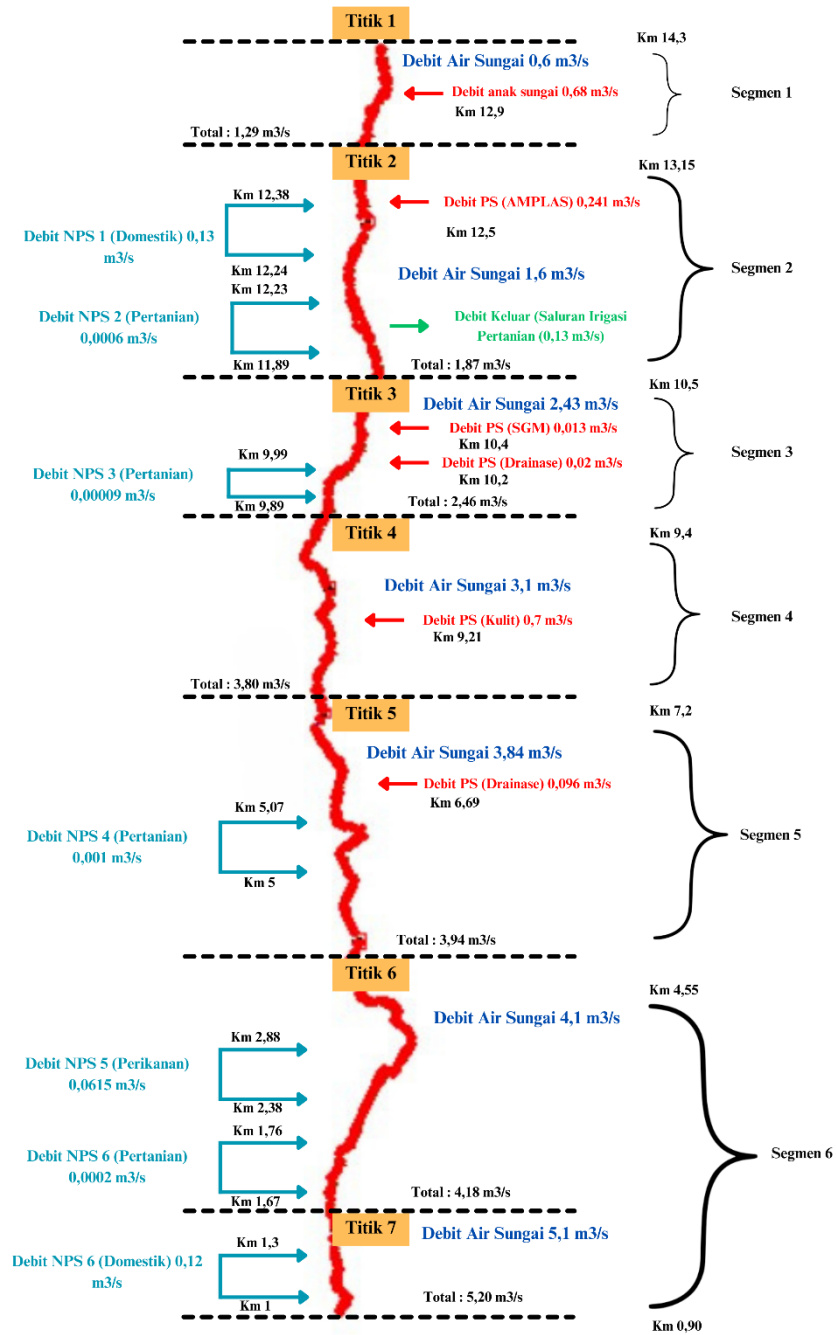 Titik 1
Km 14,3
Debit Air Sungai 0,6 m3/s
Debit anak sungai 0,68 m3/s
Segmen 1
Km 12,9
Total : 1,29 m3/s
Titik 2
Km 13,15
Km 12,38
Debit PS (AMPLAS) 0,241 m3/s
Km 12,5
Debit NPS 1 (Domestik) 0,13
m3/s
Debit Air Sungai 1,6 m3/s
Segmen 2
Km 12,24
Km 12,23
Debit NPS 2 (Pertanian)
0,0006 m3/s
Debit Keluar (Saluran Irigasi
Pertanian (0,13 m3/s)
Km 11,89
Total : 1,87 m3/s
Titik 3
Km 10,5
Debit Air Sungai 2,43 m3/s
Debit PS (SGM) 0,013 m3/s
Km 10,4
Segmen 3
Km 9,99
Debit PS (Drainase) 0,02 m3/s
Km 10,2
Debit NPS 3 (Pertanian)
0,00009 m3/s
Km 9,89
Total : 2,46 m3/s
Titik 4
Km 9,4
Debit Air Sungai 3,1 m3/s
Debit PS (Kulit) 0,7 m3/s
Segmen 4
Km 9,21
Total : 3,80 m3/s
Titik 5
Km 7,2
Debit Air Sungai 3,84 m3/s
Debit PS (Drainase) 0,096 m3/s
Km 6,69
Km 5,07
Debit NPS 4 (Pertanian)
0,001 m3/s
Segmen 5
Km 5
Total : 3,94 m3/s
Titik 6
Km 4,55
Debit Air Sungai 4,1 m3/s
Km 2,88
Debit NPS 5 (Perikanan)
0,0615 m3/s
Km 2,38
Km 1,76
Debit NPS 6 (Pertanian)
0,0002 m3/s
Segmen 6
Km 1,67
Total : 4,18 m3/s
Titik 7
Debit Air Sungai 5,1 m3/s
Km 1,3
Debit NPS 6 (Domestik) 0,12
m3/s
Km 1
Total : 5,20 m3/s
Km 0,90